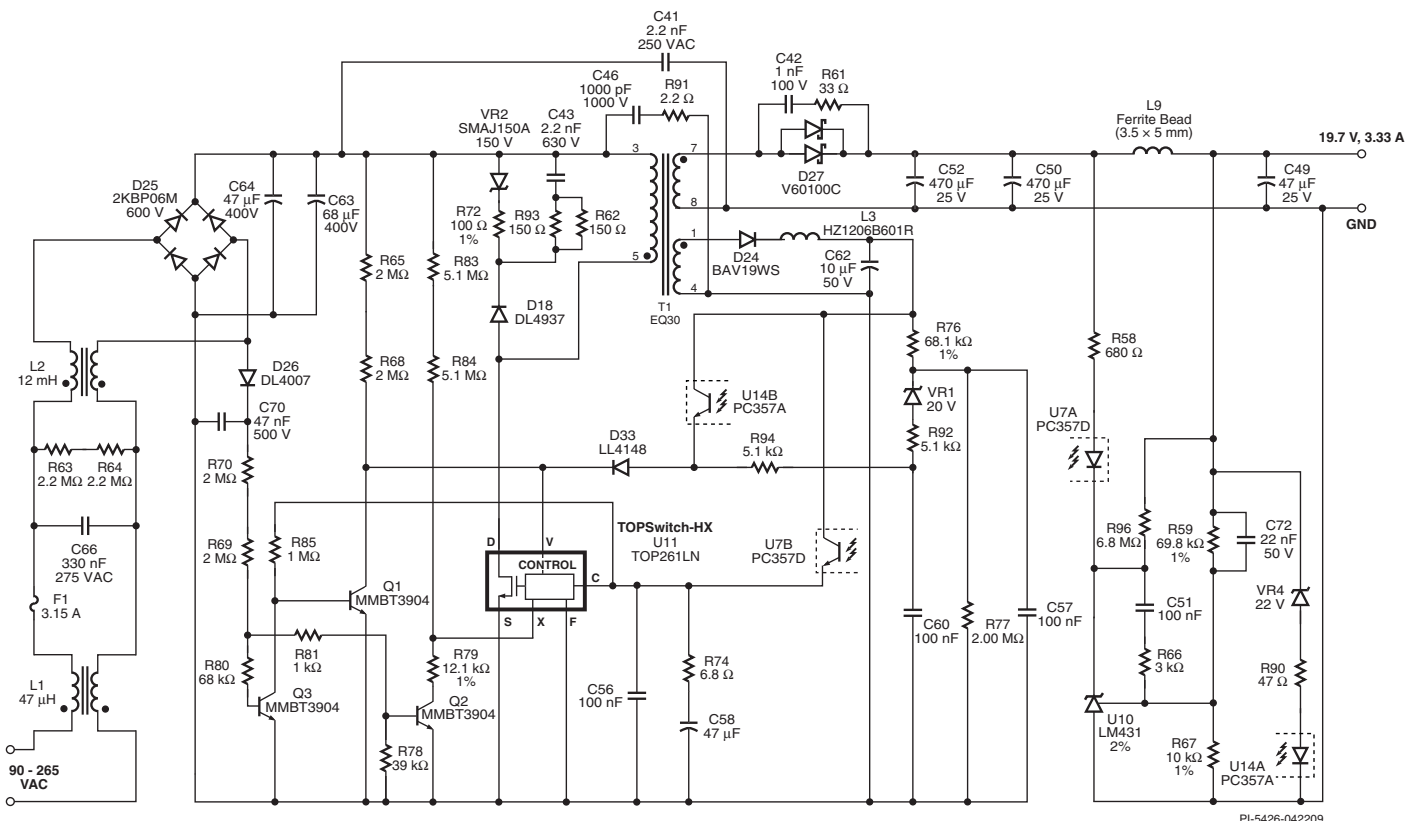 C41
2.2 nF
250 VAC
C46
1000 pF
1000 V
R91
2.2 Ω
C42
1 nF
100 V
R61
33 Ω
VR2
SMAJ150A
150 V
C43
2.2 nF
630 V
L9
Ferrite Bead
(3.5 × 5 mm)
19.7 V, 3.33 A
3
7
D27
V60100C
D25
2KBP06M
600 V
C64
47 µF
400V
C63
68 µF
400V
C52
470 µF
25 V
C50
470 µF
25 V
C49
47 µF
25 V
R72
100 Ω
1%
R93
150 Ω
R62
150 Ω
8
GND
L3
HZ1206B601R
1
D24
BAV19WS
C62
10 µF
50 V
R65
2 MΩ
R83
5.1 MΩ
5
4
T1
EQ30
D18
DL4937
R76
68.1 kΩ
1%
R58
680 Ω
L2
12 mH
D26
DL4007
R68
2 MΩ
R84
5.1 MΩ
U14B
PC357A
VR1
20 V
C70
47 nF
500 V
U7A
PC357D
D33
LL4148
R94
5.1 kΩ
R92
5.1 kΩ
R63
2.2 MΩ
R64
2.2 MΩ
R70
2 MΩ
TOPSwitch-HX
U11
TOP261LN
D
V
CONTROL
C
S
X
F
U7B
PC357D
R96
6.8 MΩ
R59
69.8 kΩ
1%
C72
22 nF
50 V
C66
330 nF
275 VAC
R69
2 MΩ
R85
1 MΩ
F1
3.15 A
Q1
MMBT3904
VR4
22 V
C51
100 nF
C60
100 nF
R77
2.00 MΩ
C57
100 nF
R81
1 kΩ
R80
68 kΩ
R79
12.1 kΩ
1%
R74
6.8 Ω
R66
3 kΩ
R90
47 Ω
L1
47 µH
Q3
MMBT3904
Q2
MMBT3904
C56
100 nF
C58
47 µF
U10
LM431
2%
R78
39 kΩ
R67
10 kΩ
1%
U14A
PC357A
90 - 265
VAC
PI-5426-042209